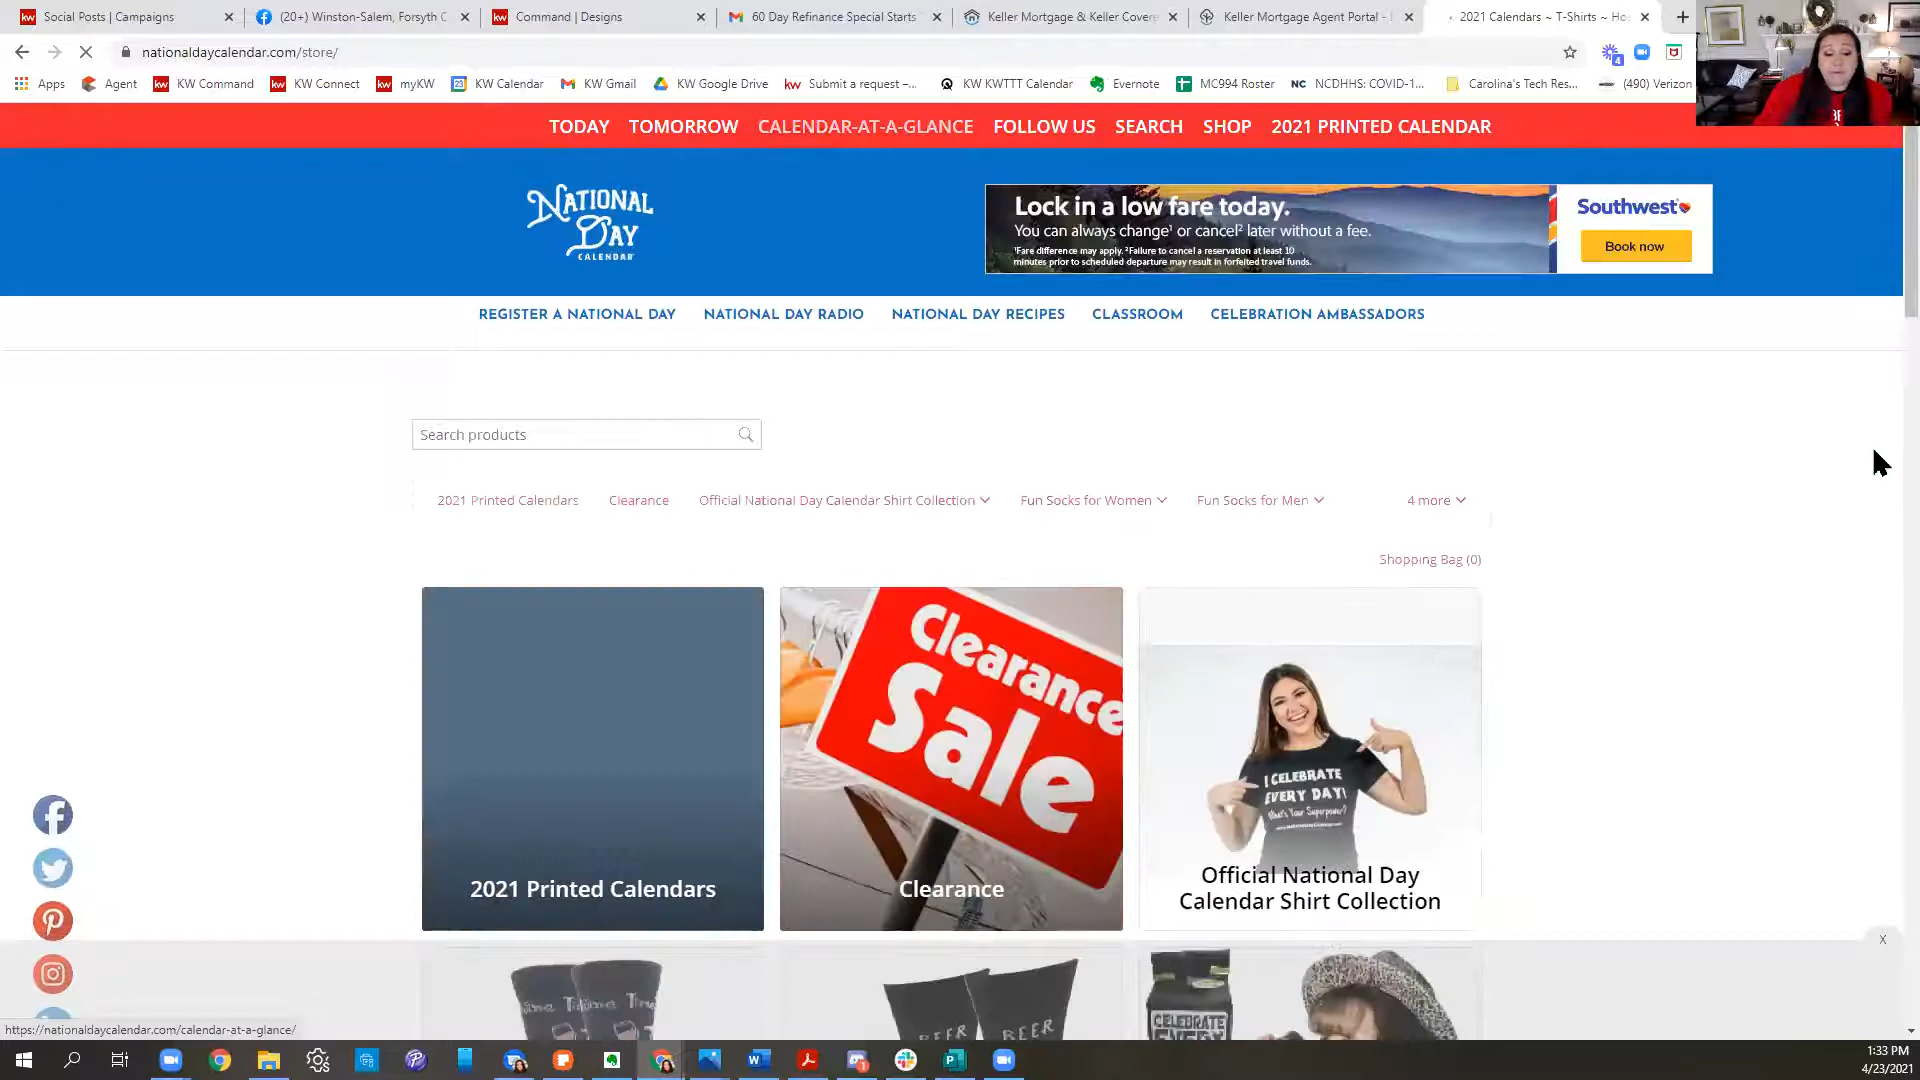 Social Posts | Campaigns
(20+) Winston-Salem, Forsyth C
Command | Designs
60 Day Refinance Special Starts
Keller Mortgage & Keller Covere
Keller Mortgage Agent Portal -
2021 Calendars ~ T-Shirts ~ Ho
nationaldaycalendar.com/store/
Apps
Agent
KW Command
KW Connect
myKW
KW Calendar
KW Gmail
KW Google Drive
Submit a request –...
KW KWTTT Calendar
Evernote
MC994 Roster
NC NCDHHS: COVID-1...
Carolina's Tech Res...
(490) Verizon
TODAY TOMORROW CALENDAR-AT-A-GLANCE FOLLOW US SEARCH SHOP 2021 PRINTED CALENDAR
NATIONAL
DAY
CALENDAR
Lock in a low fare today.
You can always change¹ or cancel² later without a fee.
¹Fare difference may apply. ²Failure to cancel a reservation at least 10
minutes prior to scheduled departure may result in forfeited travel funds.
Southwest
Book now
REGISTER A NATIONAL DAY NATIONAL DAY RADIO NATIONAL DAY RECIPES CLASSROOM CELEBRATION AMBASSADORS
Search products
2021 Printed Calendars Clearance Official National Day Calendar Shirt Collection Fun Socks for Women Fun Socks for Men 4 more
Shopping Bag (0)
Clearance
Sale
I CELEBRATE
EVERY DAY!
What's Your Superpower?
2021 Printed Calendars
Clearance
Official National Day
Calendar Shirt Collection
X
BEER
BEER
CELEBRATE
https://nationaldaycalendar.com/calendar-at-a-glance/
1:33 PM
4/23/2021